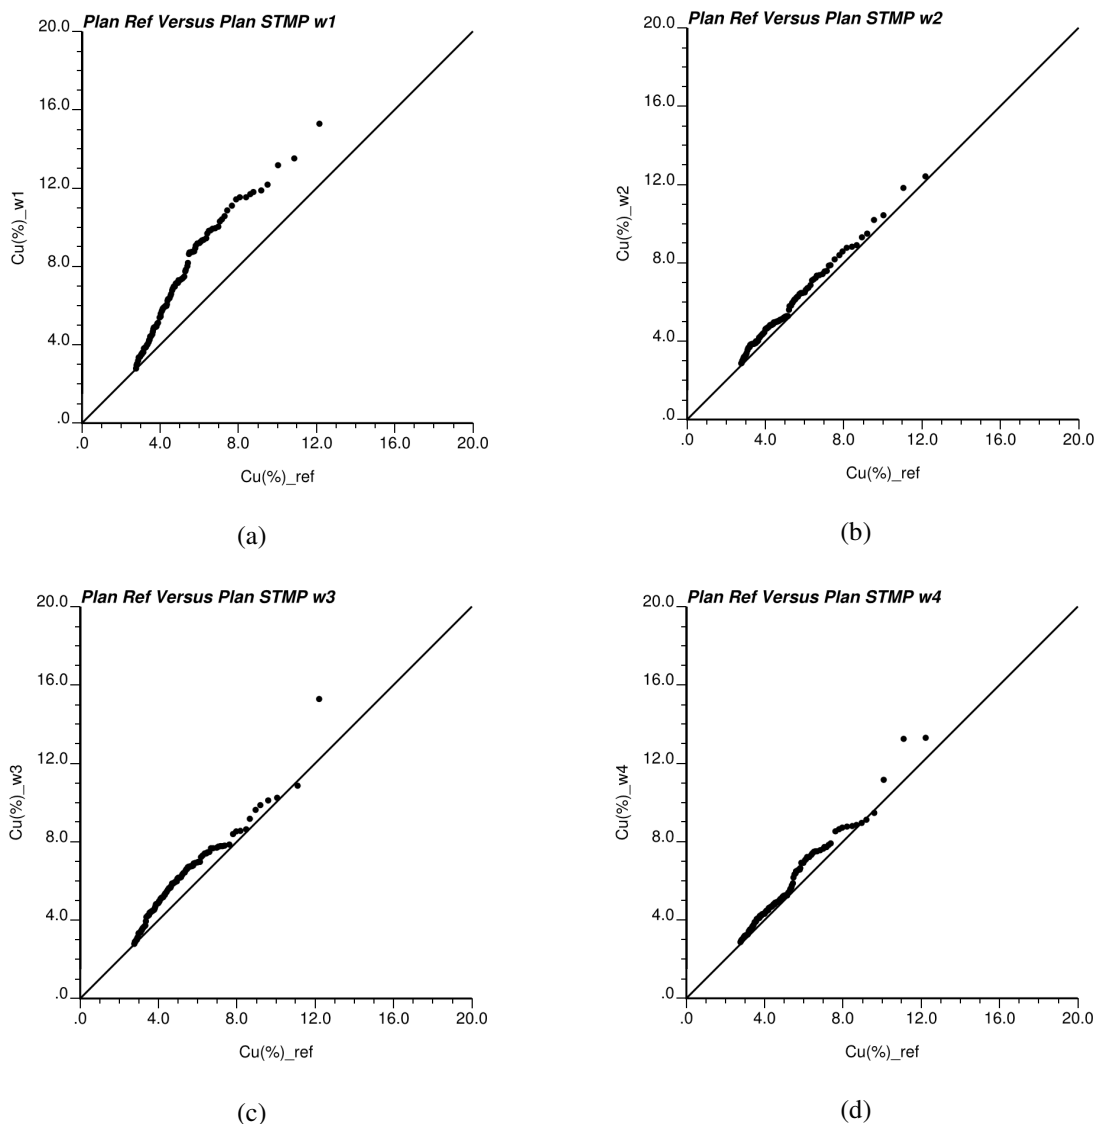 Plan Ref Versus Plan STMP w1
20.0
16.0
12.0
8.0
4.0
.0
Cu(%)_w1
.0 4.0 8.0 12.0 16.0 20.0
Cu(%)_ref
(a)
Plan Ref Versus Plan STMP w2
20.0
16.0
12.0
8.0
4.0
.0
Cu(%)_w2
.0 4.0 8.0 12.0 16.0 20.0
Cu(%)_ref
(b)
Plan Ref Versus Plan STMP w3
20.0
16.0
12.0
8.0
4.0
.0
Cu(%)_w3
.0 4.0 8.0 12.0 16.0 20.0
Cu(%)_ref
(c)
Plan Ref Versus Plan STMP w4
20.0
16.0
12.0
8.0
4.0
.0
Cu(%)_w4
.0 4.0 8.0 12.0 16.0 20.0
Cu(%)_ref
(d)